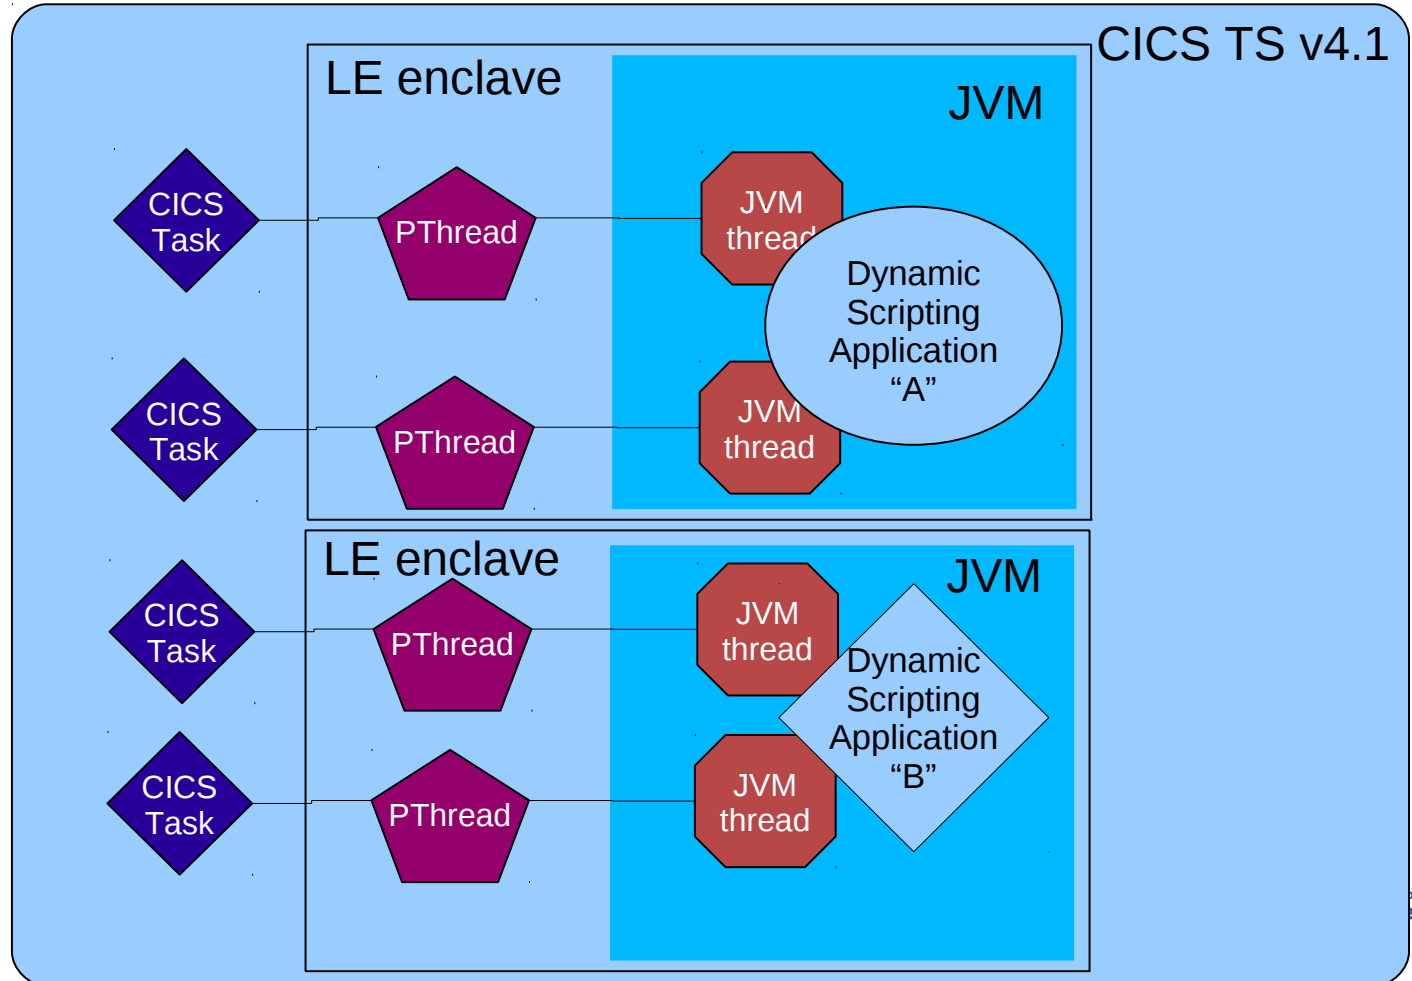 CICS TS v4.1
LE enclave
JVM
CICS
Task
PThread
JVM
thread
Dynamic
Scripting
Application
“A”
CICS
Task
PThread
JVM
thread
LE enclave
JVM
CICS
Task
PThread
JVM
thread
Dynamic
Scripting
Application
“B”
CICS
Task
PThread
JVM
thread